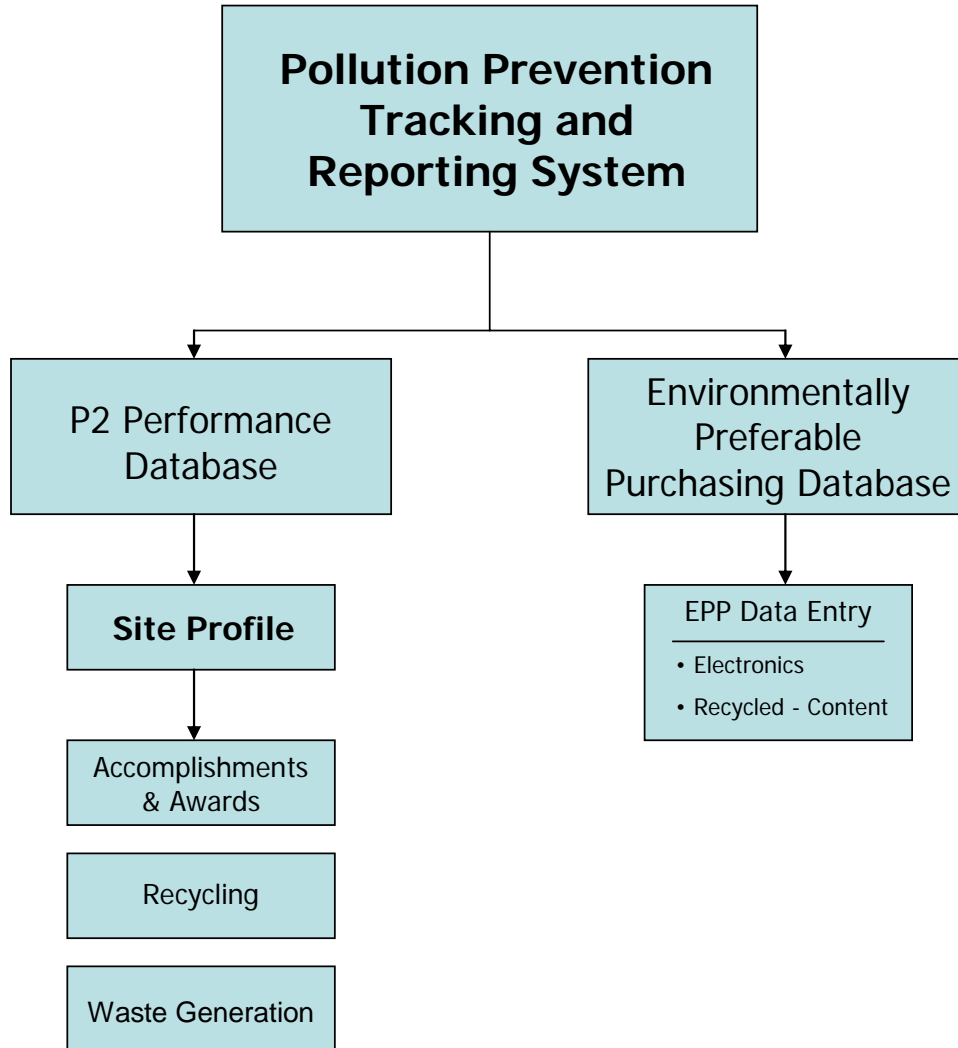 Pollution Prevention
Tracking and
Reporting System
P2 Performance
Database
Environmentally
Preferable
Purchasing Database
Site Profile
EPP Data Entry
• Electronics
• Recycled - Content
Accomplishments
& Awards
Recycling
Waste Generation